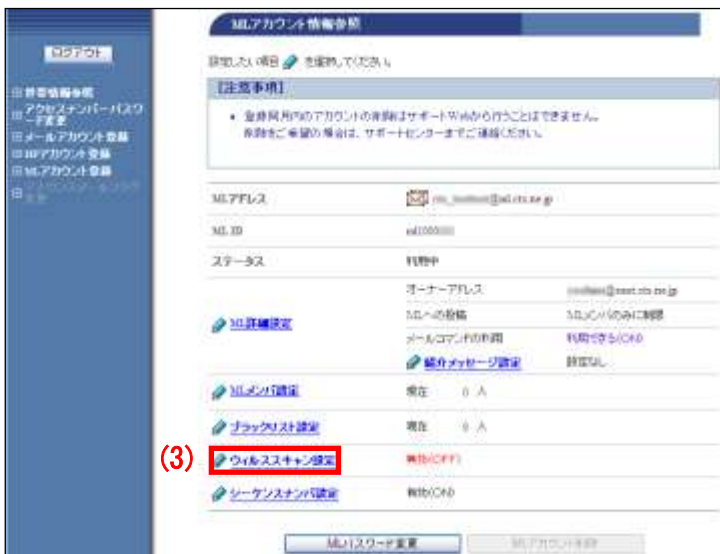 MLアカウント情報参照
ログアウト
設定したい項目 を選択してください。
【注意事項】
登録同月内のアカウントの削除はサポートWebから行うことはできません。
削除をご希望の場合は、サポートセンターまでご連絡ください。
契約情報参照
アクセスナンバーパスワード変更
メールアカウント登録
HPアカウント登録
MLアカウント登録
MLアドレス
@ml.cts.ne.jp
ML ID
ステータス
利用中
ML詳細設定
オーナーアドレス
MLへの投稿
MLメンバのみに制限
メールコマンドの利用
利用できる(ON)
紹介メッセージ設定
設定なし
MLメンバ設定
現在 0 人
ブラックリスト設定
現在 0 人
(3)
ウィルススキャン設定
無効(OFF)
シーケンスナンバ設定
有効(ON)
MLパスワード変更
MLアカウント削除